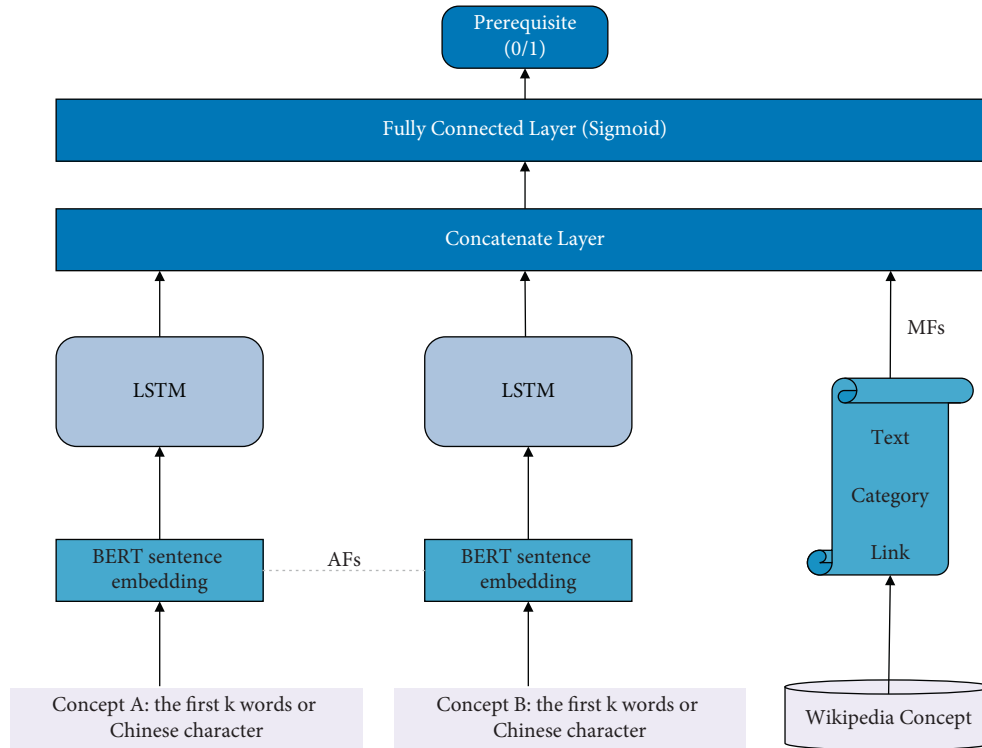 Prerequisite
(0/1)
Fully Connected Layer (Sigmoid)
Concatenate Layer
MFs
LSTM
LSTM
Text
Category
Link
BERT sentence
embedding
AFs
BERT sentence
embedding
Concept A: the first k words or
Chinese character
Concept B: the first k words or
Chinese character
Wikipedia Concept